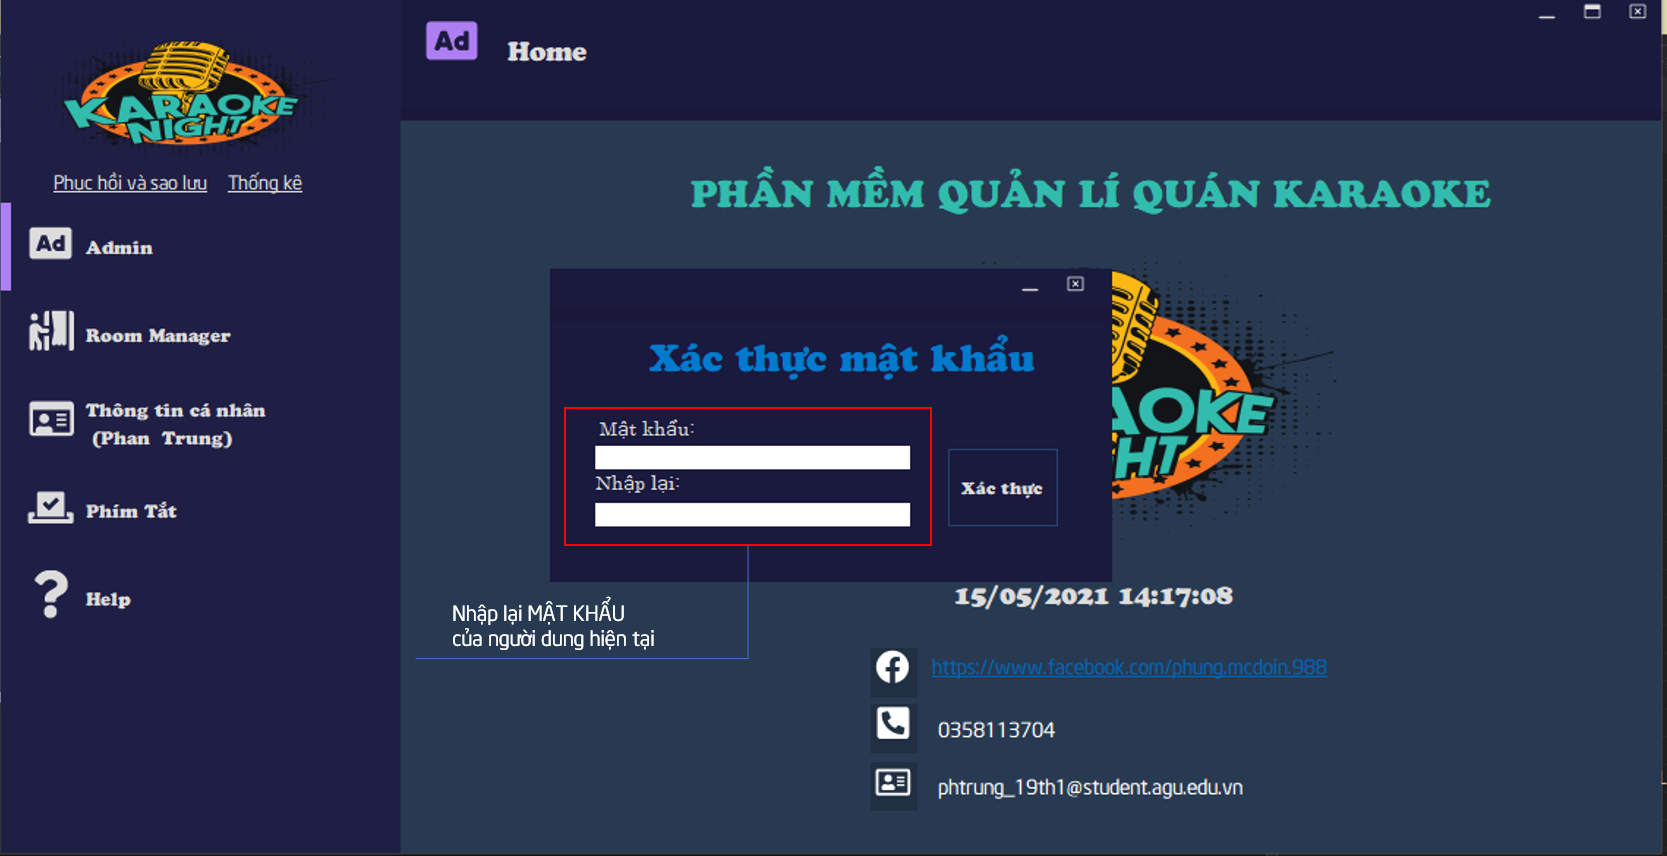 KARAOKE
NIGHT
Phục hồi và sao lưu Thống kê
Ad Admin
Room Manager
Thông tin cá nhân
(Phan Trung)
Phím Tắt
? Help
Ad Home
PHẦN MỀM QUẢN LÍ QUÁN KARAOKE
Xác thực mật khẩu
Mật khẩu:
Nhập lại:
Xác thực
AOKE
HT
Nhập lại MẬT KHẨU
của người dung hiện tại
15/05/2021 14:17:08
https://www.facebook.com/phung.mcdoin.988
0358113704
phtrung_19th1@student.agu.edu.vn